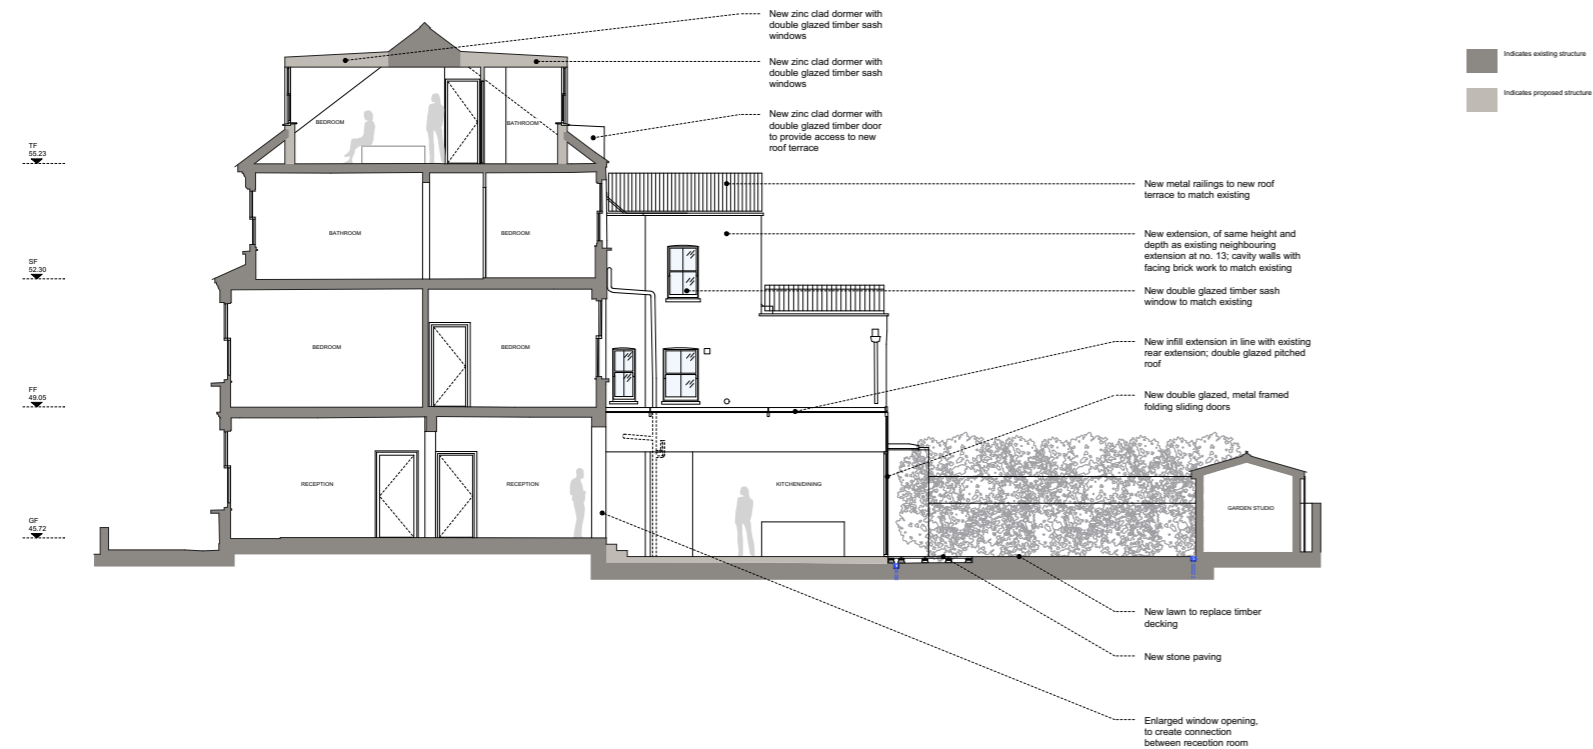 New zinc clad dormer with
double glazed timber sash
windows
New zinc clad dormer with
double glazed timber sash
windows
New zinc clad dormer with
double glazed timber door
to provide access to new
roof terrace
Indicates existing structure
Indicates proposed structure
BEDROOM
BATHROOM
TF
55.23
New metal railings to new roof
terrace to match existing
BATHROOM
BEDROOM
New extension, of same height and
depth as existing neighbouring
extension at no. 13; cavity walls with
facing brick work to match existing
SF
52.30
New double glazed timber sash
window to match existing
BEDROOM
BEDROOM
New infill extension in line with existing
rear extension; double glazed pitched
roof
FF
49.05
New double glazed, metal framed
folding sliding doors
RECEPTION
RECEPTION
KITCHEN/DINING
GARDEN STUDIO
GF
45.72
New lawn to replace timber
decking
New stone paving
Enlarged window opening,
to create connection
between reception room